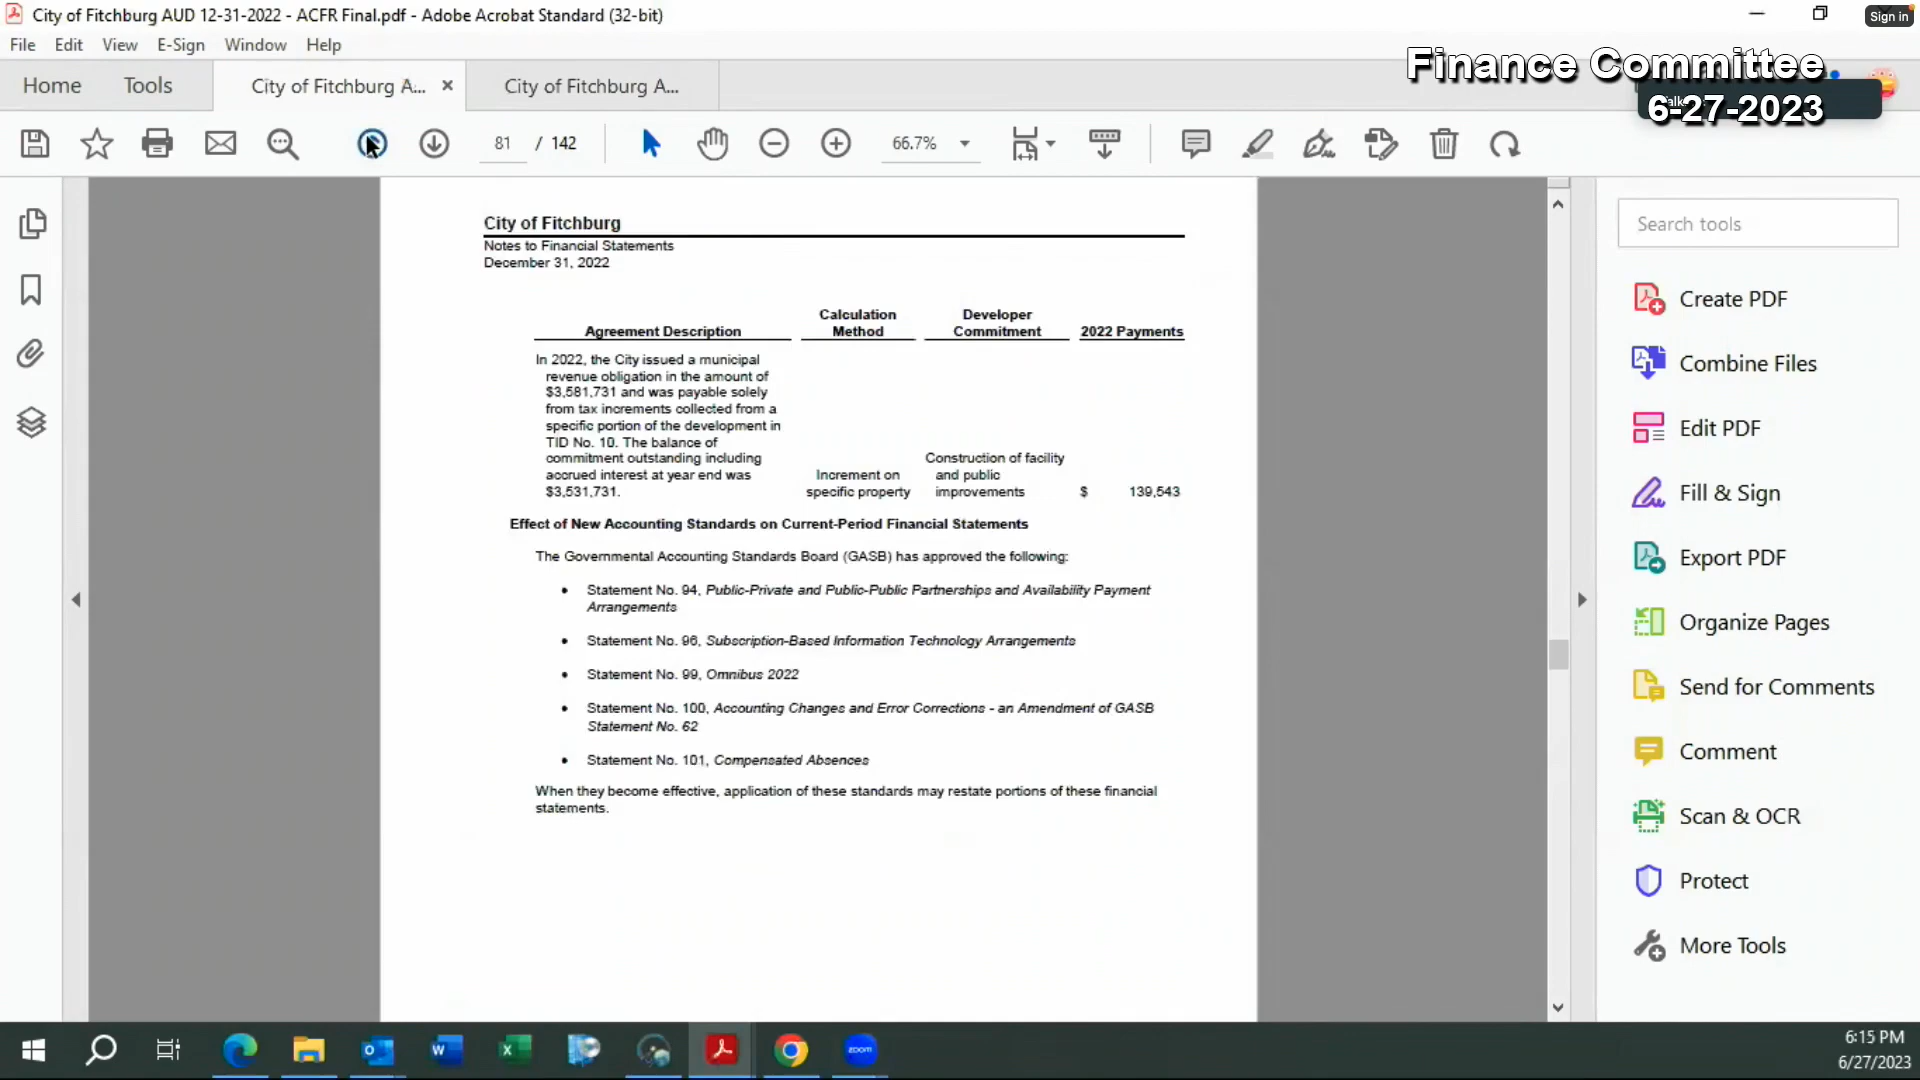 City of Fitchburg AUD 12-31-2022 - ACFR Final.pdf - Adobe Acrobat Standard (32-bit)
Sign in
File Edit View E-Sign Window Help
Finance Committee
6-27-2023
Home Tools City of Fitchburg A... × City of Fitchburg A...
81 / 142 66.7%
City of Fitchburg
Notes to Financial Statements
December 31, 2022
Calculation Developer
Agreement Description Method Commitment 2022 Payments
In 2022, the City issued a municipal
revenue obligation in the amount of
$3,581,731 and was payable solely
from tax increments collected from a
specific portion of the development in
TID No. 10. The balance of
commitment outstanding including Construction of facility
accrued interest at year end was Increment on and public
$3,531,731. specific property improvements $ 139,543
Effect of New Accounting Standards on Current-Period Financial Statements
The Governmental Accounting Standards Board (GASB) has approved the following:
• Statement No. 94, Public-Private and Public-Public Partnerships and Availability Payment
Arrangements
• Statement No. 96, Subscription-Based Information Technology Arrangements
• Statement No. 99, Omnibus 2022
• Statement No. 100, Accounting Changes and Error Corrections - an Amendment of GASB
Statement No. 62
• Statement No. 101, Compensated Absences
When they become effective, application of these standards may restate portions of these financial
statements.
Search tools
Create PDF
Combine Files
Edit PDF
Fill & Sign
Export PDF
Organize Pages
Send for Comments
Comment
Scan & OCR
Protect
More Tools
zoom
6:15 PM
6/27/2023